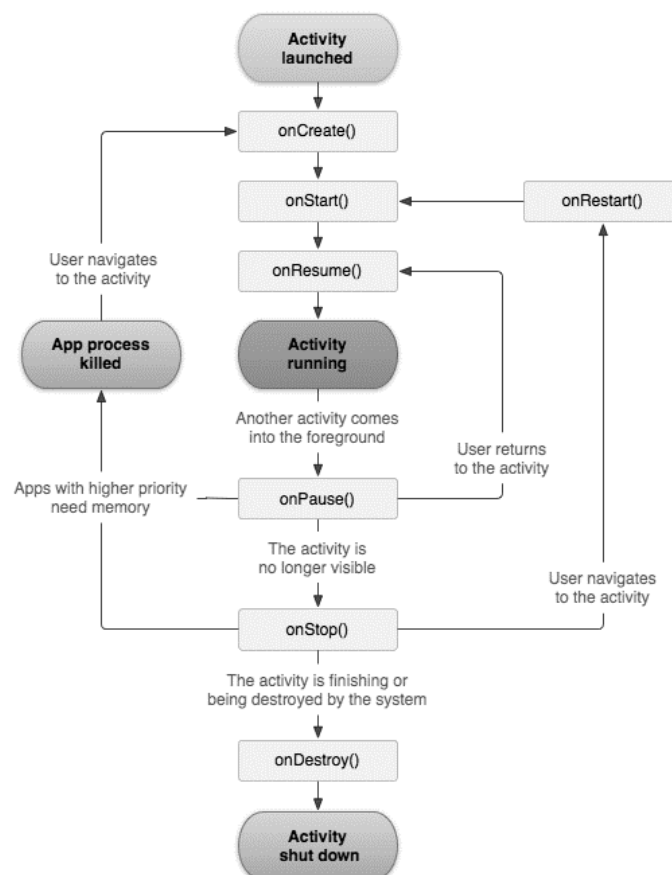 Activity
launched
onCreate()
onStart()
onRestart()
onResume()
User navigates
to the activity
App process
killed
Activity
running
Another activity comes
into the foreground
User returns
to the activity
Apps with higher priority
need memory
onPause()
The activity is
no longer visible
User navigates
to the activity
onStop()
The activity is finishing or
being destroyed by the system
onDestroy()
Activity
shut down